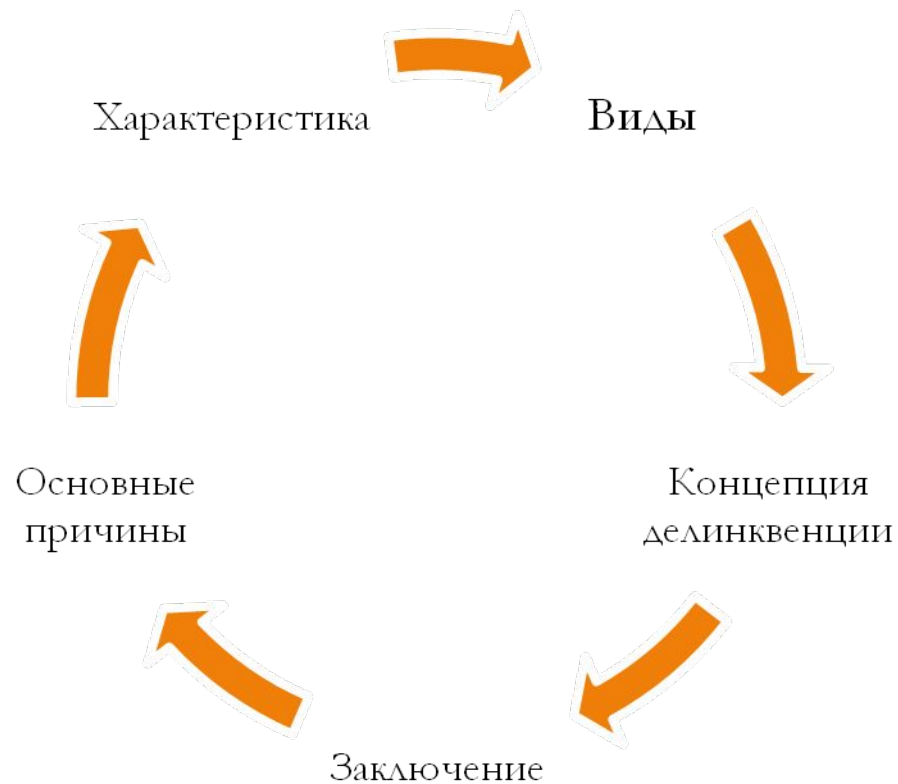 Характеристика
Виды
Основные
причины
Концепция
делинквенции
Заключение